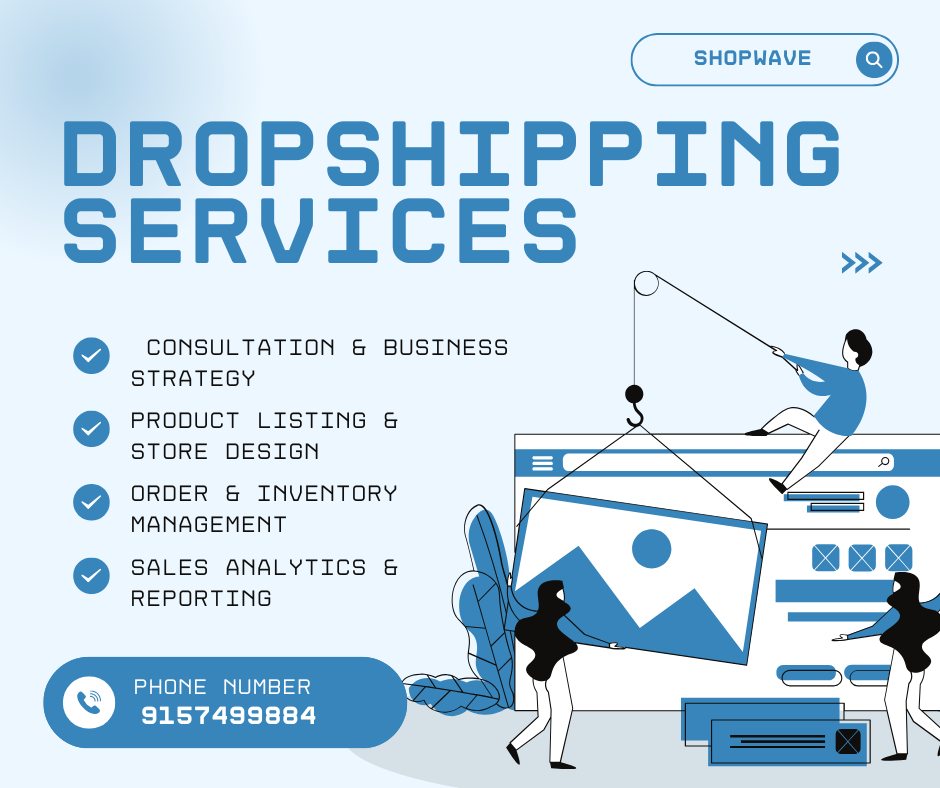 SHOPWAVE
DROPSHIPPING
SERVICES
CONSULTATION & BUSINESS
STRATEGY
PRODUCT LISTING &
STORE DESIGN
ORDER & INVENTORY
MANAGEMENT
SALES ANALYTICS &
REPORTING
PHONE NUMBER
9157499884